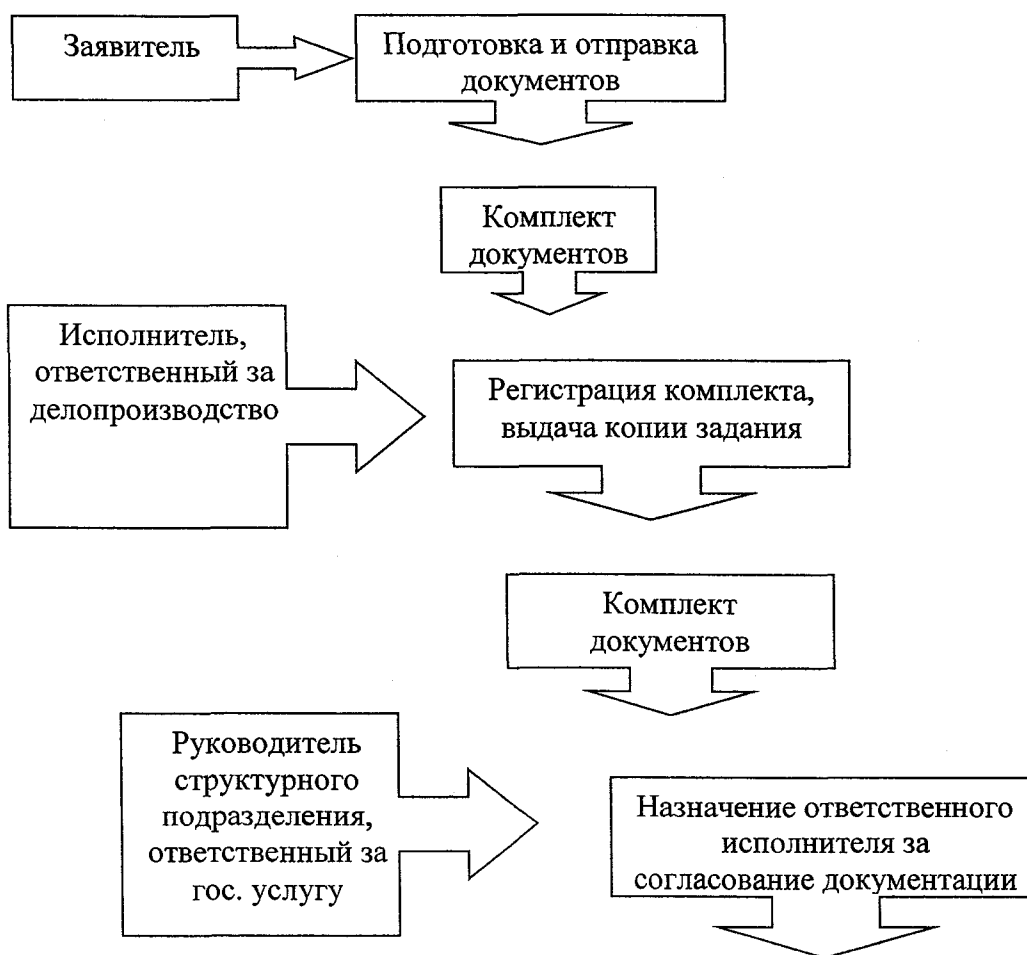 Заявитель
Подготовка и отправка
документов
Комплект
документов
Исполнитель,
ответственный за
делопроизводство
Регистрация комплекта,
выдача копии задания
Комплект
документов
Руководитель
структурного
подразделения,
ответственный за
гос. услугу
Назначение ответственного
исполнителя за
согласование документации